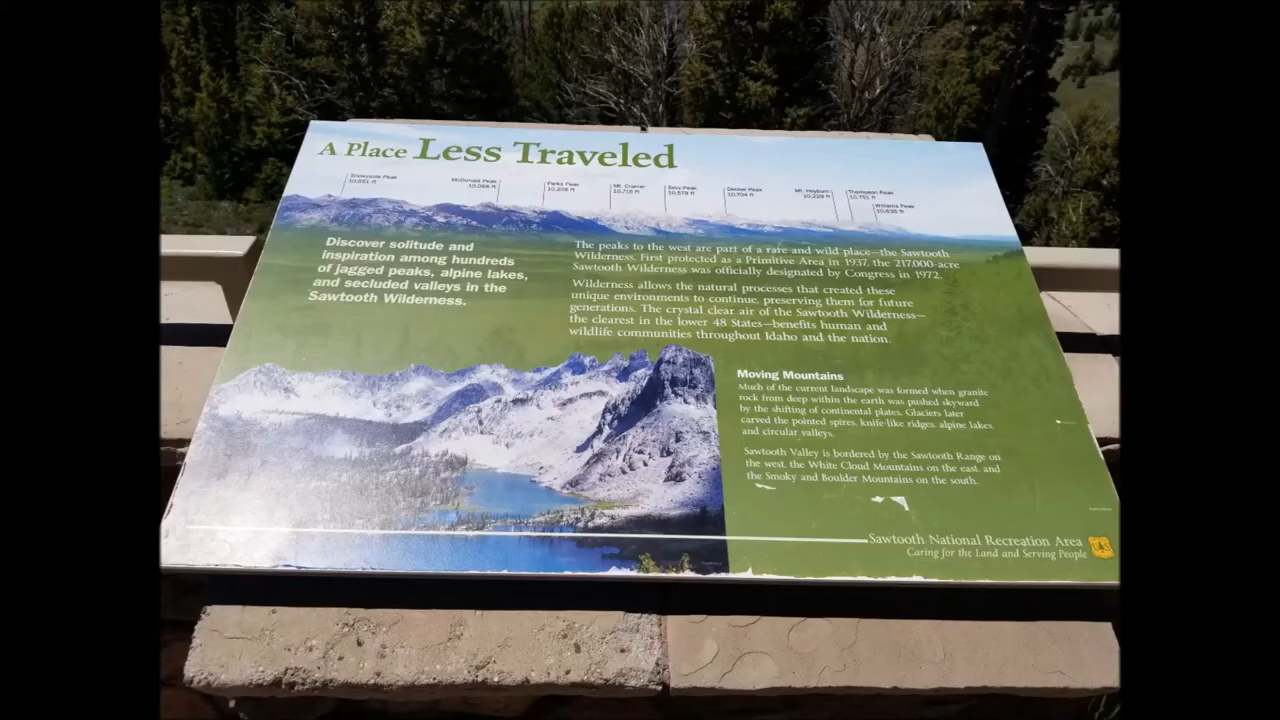 A Place Less Traveled
Snowyside Peak
10,651 ft
McDonald Peak
10,068 ft
Parks Peak
10,208 ft
Mt. Cramer
10,716 ft
Sevy Peak
10,579 ft
Decker Peak
10,704 ft
Mt. Heyburn
10,229 ft
Thompson Peak
10,751 ft
Williams Peak
10,635 ft
Discover solitude and
inspiration among hundreds
of jagged peaks, alpine lakes,
and secluded valleys in the
Sawtooth Wilderness.
The peaks to the west are part of a rare and wild place—the Sawtooth
Wilderness. First protected as a Primitive Area in 1937, the 217,000-acre
Sawtooth Wilderness was officially designated by Congress in 1972.
Wilderness allows the natural processes that created these
unique environments to continue, preserving them for future
generations. The crystal clear air of the Sawtooth Wilderness—
the clearest in the lower 48 States—benefits human and
wildlife communities throughout Idaho and the nation.
Moving Mountains
Much of the current landscape was formed when granite
rock from deep within the earth was pushed skyward
by the shifting of continental plates. Glaciers later
carved the pointed spires, knife-like ridges, alpine lakes,
and circular valleys.
Sawtooth Valley is bordered by the Sawtooth Range on
the west, the White Cloud Mountains on the east, and
the Smoky and Boulder Mountains on the south.
Sawtooth National Recreation Area
Caring for the Land and Serving People